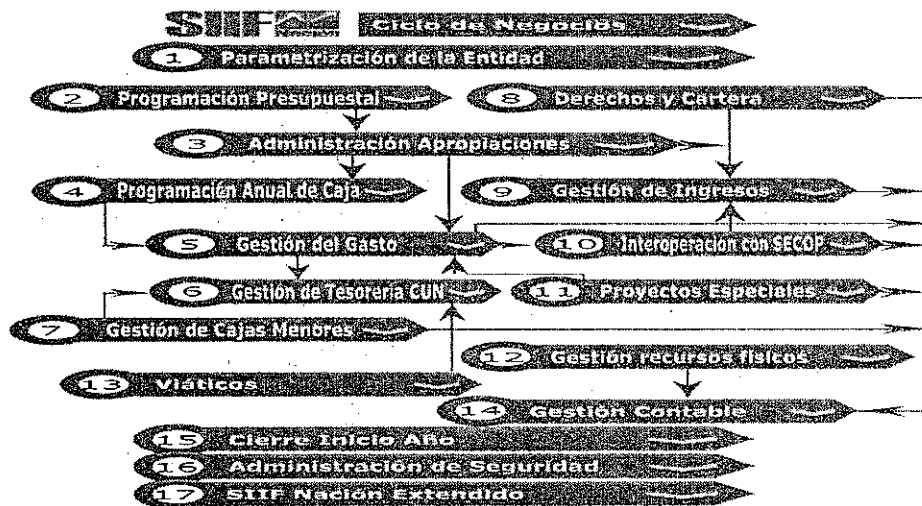 SIIF Ciclo de Negocios
1 Parametrización de la Entidad
2 Programación Presupuestal
8 Derechos y Cartera
3 Administración Apropiaciones
4 Programación Anual de Caja
9 Gestión de Ingresos
5 Gestión del Gasto
10 Interoperación con SECOP
6 Gestión de Tesorería CUN
11 Proyectos Especiales
7 Gestión de Cajas Menores
12 Gestión recursos físicos
13 Viáticos
14 Gestión Contable
15 Cierre Inicio Año
16 Administración de Seguridad
17 SIIF Nación Extendido